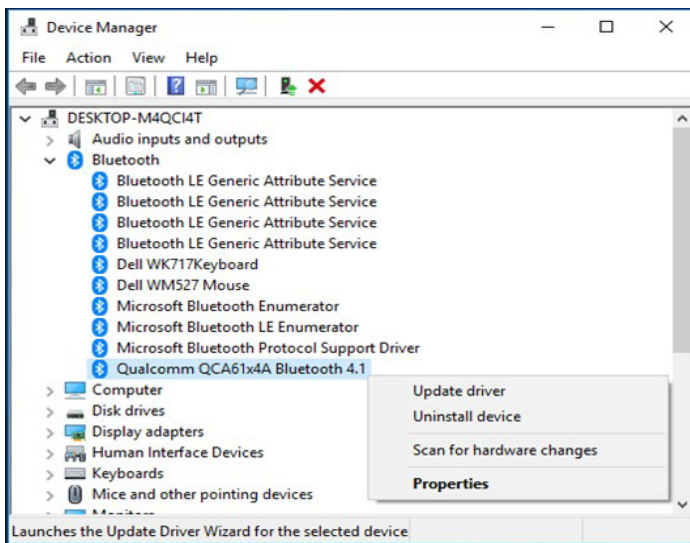 Device Manager
File Action View Help
DESKTOP-M4QCI4T
Audio inputs and outputs
Bluetooth
Bluetooth LE Generic Attribute Service
Bluetooth LE Generic Attribute Service
Bluetooth LE Generic Attribute Service
Bluetooth LE Generic Attribute Service
Dell WK717Keyboard
Dell WM527 Mouse
Microsoft Bluetooth Enumerator
Microsoft Bluetooth LE Enumerator
Microsoft Bluetooth Protocol Support Driver
Qualcomm QCA61x4A Bluetooth 4.1
Computer
Disk drives
Display adapters
Human Interface Devices
Keyboards
Mice and other pointing devices
Monitors
Update driver
Uninstall device
Scan for hardware changes
Properties
Launches the Update Driver Wizard for the selected device